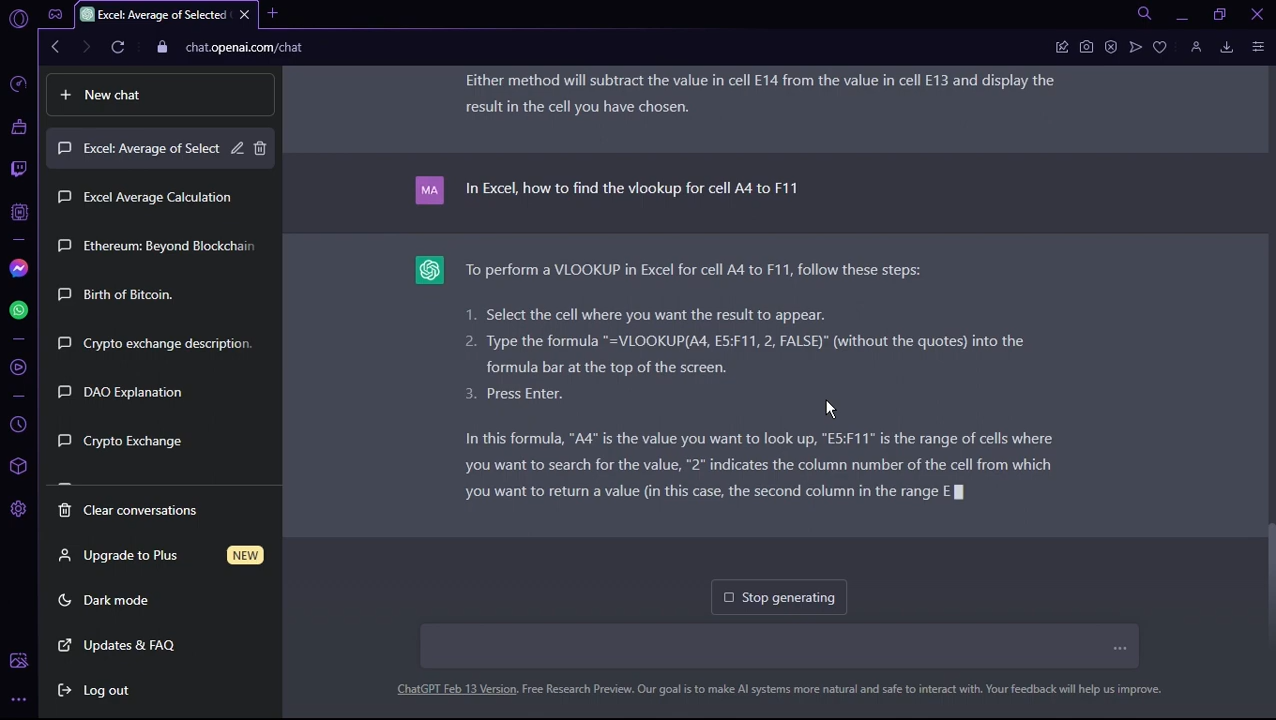 Excel: Average of Selected
chat.openai.com/chat
New chat
Excel: Average of Select
Excel Average Calculation
Ethereum: Beyond Blockchain
Birth of Bitcoin.
Crypto exchange description.
DAO Explanation
Crypto Exchange
Clear conversations
Upgrade to Plus NEW
Dark mode
Updates & FAQ
Log out
Either method will subtract the value in cell E14 from the value in cell E13 and display the
result in the cell you have chosen.
MA In Excel, how to find the vlookup for cell A4 to F11
To perform a VLOOKUP in Excel for cell A4 to F11, follow these steps:
1. Select the cell where you want the result to appear.
2. Type the formula "=VLOOKUP(A4, E5:F11, 2, FALSE)" (without the quotes) into the
formula bar at the top of the screen.
3. Press Enter.
In this formula, "A4" is the value you want to look up, "E5:F11" is the range of cells where
you want to search for the value, "2" indicates the column number of the cell from which
you want to return a value (in this case, the second column in the range E
Stop generating
ChatGPT Feb 13 Version. Free Research Preview. Our goal is to make AI systems more natural and safe to interact with. Your feedback will help us improve.